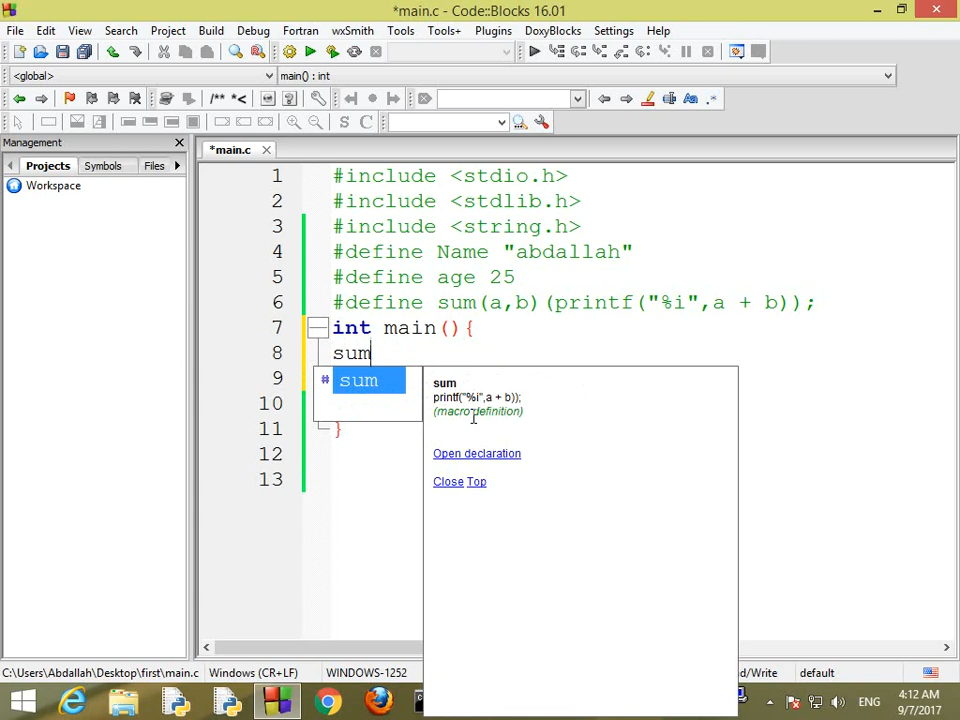 *main.c - Code::Blocks 16.01
File Edit View Search Project Build Debug Fortran wxSmith Tools Tools+ Plugins DoxyBlocks Settings Help
<global> main() : int
/** *< S C Aa .*
Management
*main.c
Projects Symbols Files
Workspace
1 #include <stdio.h>
2 #include <stdlib.h>
3 #include <string.h>
4 #define Name "abdallah"
5 #define age 25
6 #define sum(a,b)(printf("%i",a + b));
7 int main(){
8 sum
9
10
11 }
12
13
# sum
sum
printf("%i",a + b));
(macro definition)
Open declaration
Close Top
C:\Users\Abdallah\Desktop\first\main.c Windows (CR+LF) WINDOWS-1252 d/Write default
ENG
4:12 AM
9/7/2017